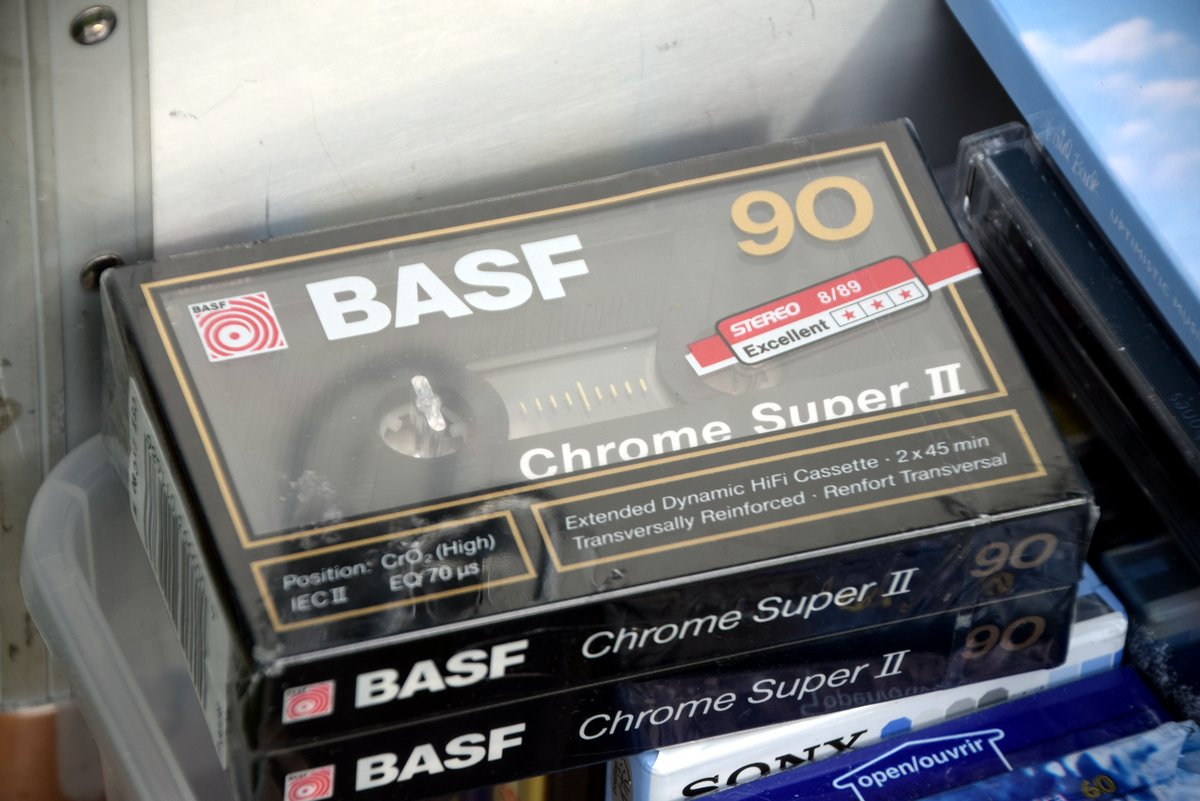 90
BASF
BASF
STEREO 8/89
Excellent
Chrome Super II
Extended Dynamic HiFi Cassette · 2 x 45 min
Transversally Reinforced · Renfort Transversal
Position: CrO₂ (High)
IEC II EQ 70 µs
BASF Chrome Super II 90
BASF Chrome Super II 90
SONY
open/ouvrir
60